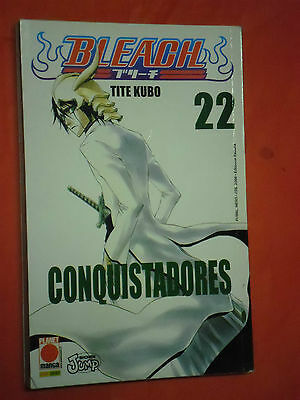 BLEACH
ブリーチ
TITE KUBO
22
CONQUISTADORES
PLANET
manga
JUMP